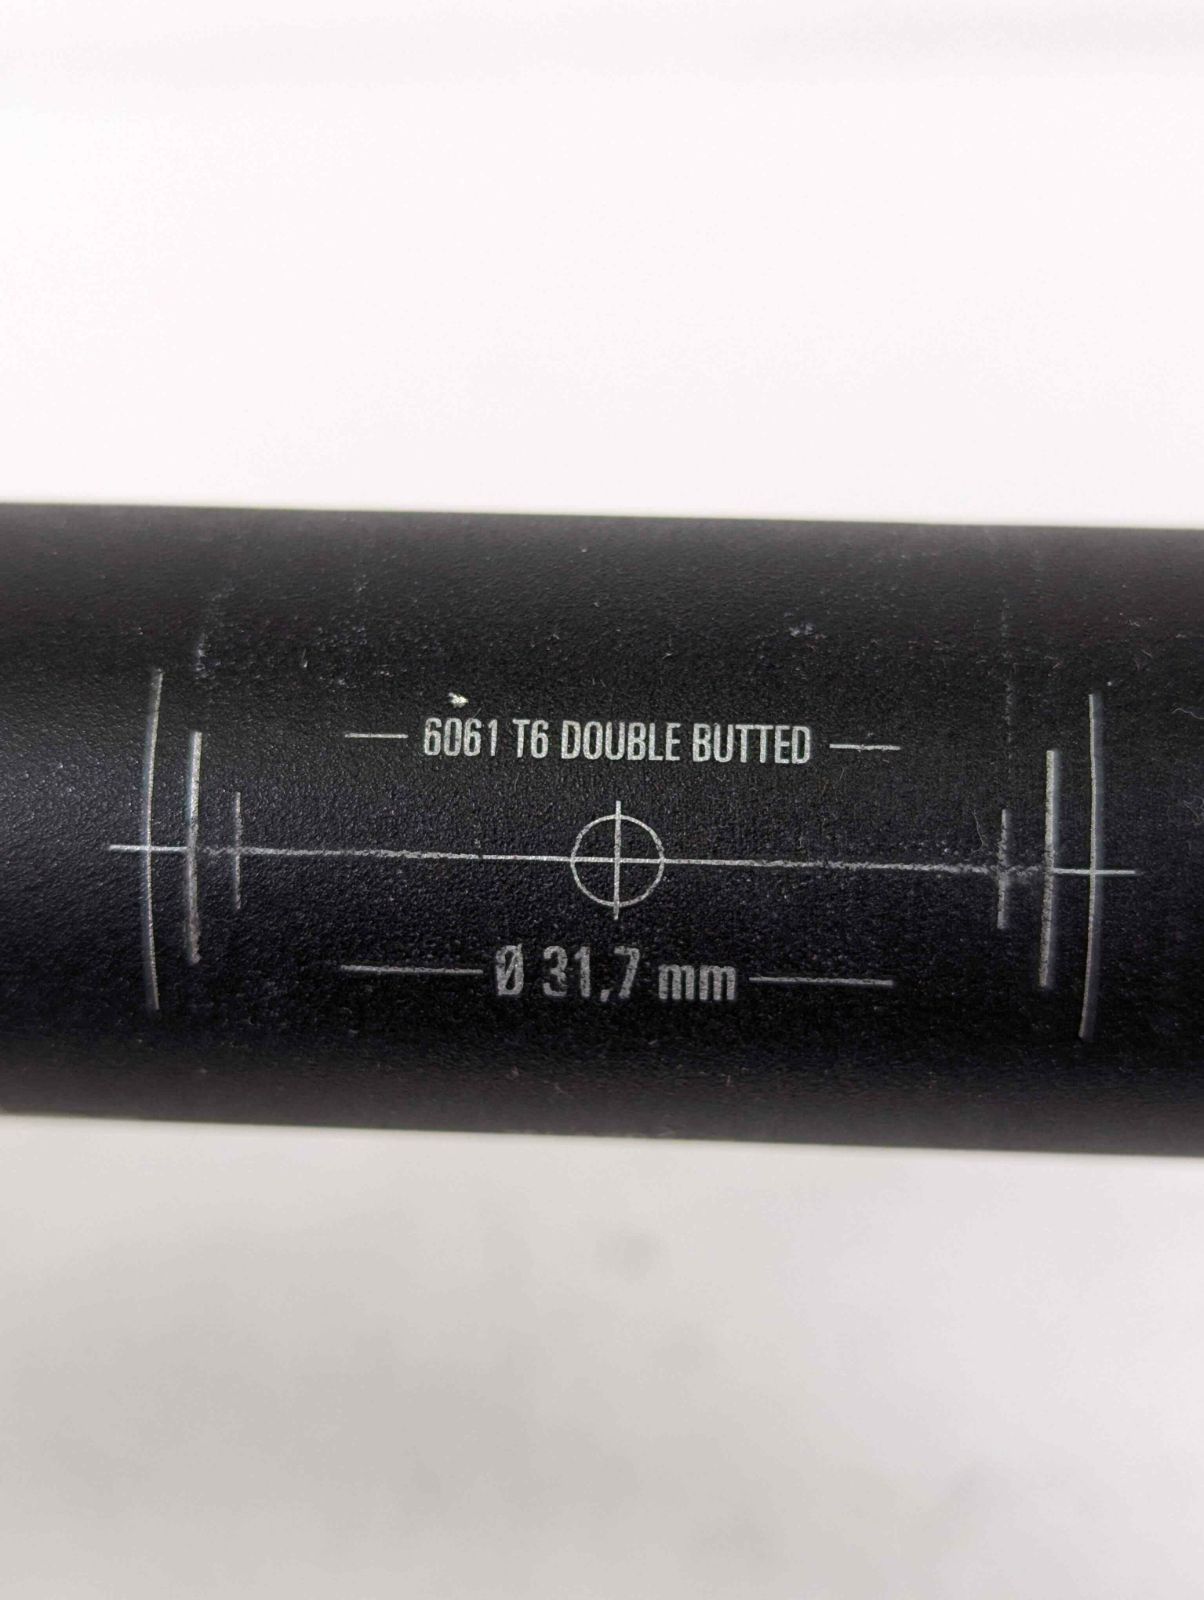 6061 T6 DOUBLE BUTTED
Ø 31,7 mm